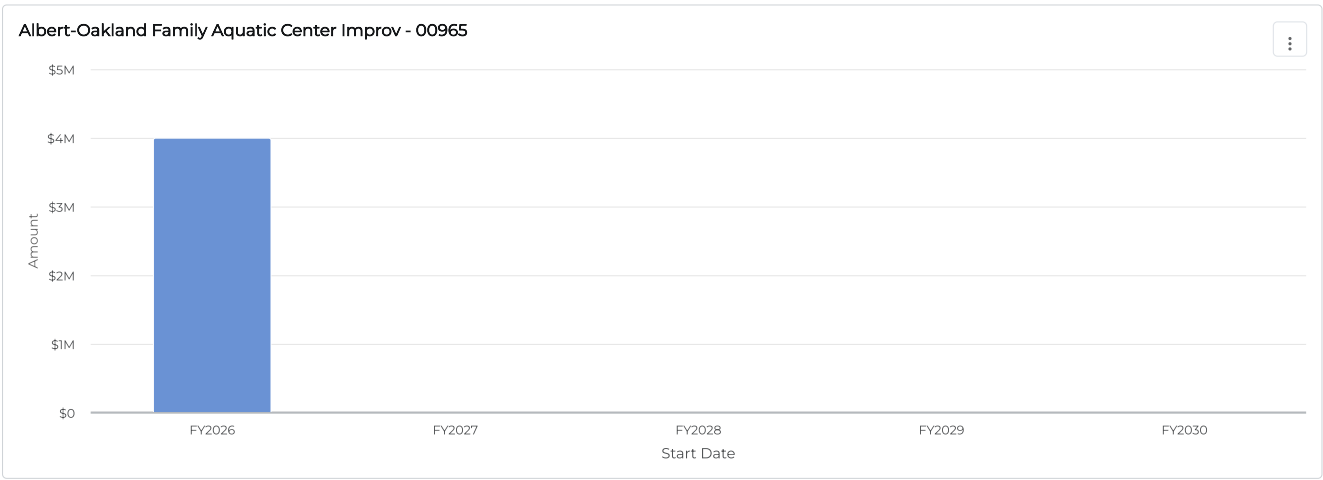 Albert-Oakland Family Aquatic Center Improv - 00965
$5M
$4M
$3M
$2M
$1M
$0
Amount
FY2026 FY2027 FY2028 FY2029 FY2030
Start Date